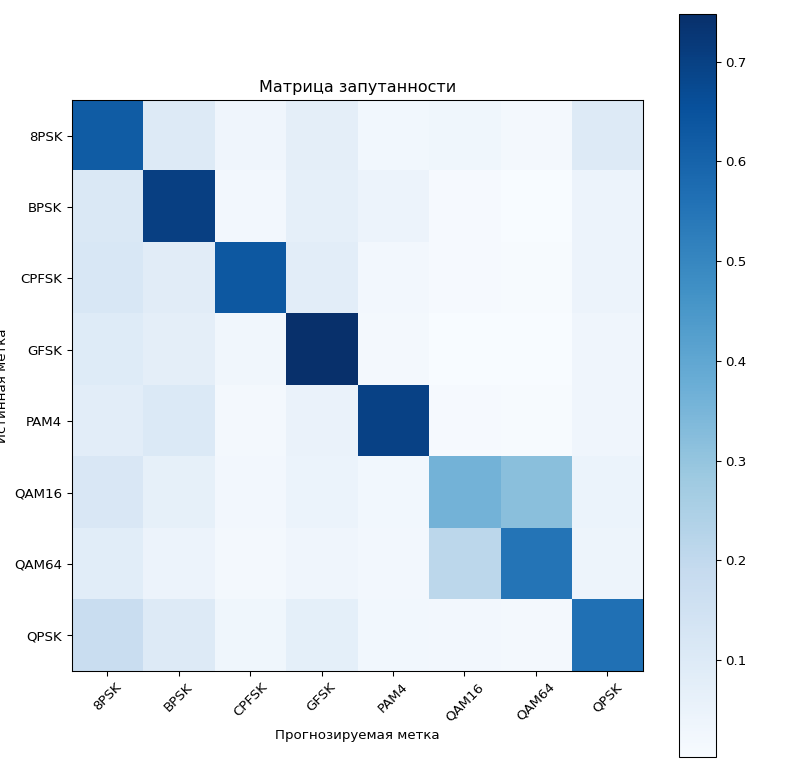 Матрица запутанности
8PSK
BPSK
CPFSK
GFSK
PAM4
QAM16
QAM64
QPSK
Истинная метка
8PSK
BPSK
CPFSK
GFSK
PAM4
QAM16
QAM64
QPSK
Прогнозируемая метка
0.7
0.6
0.5
0.4
0.3
0.2
0.1